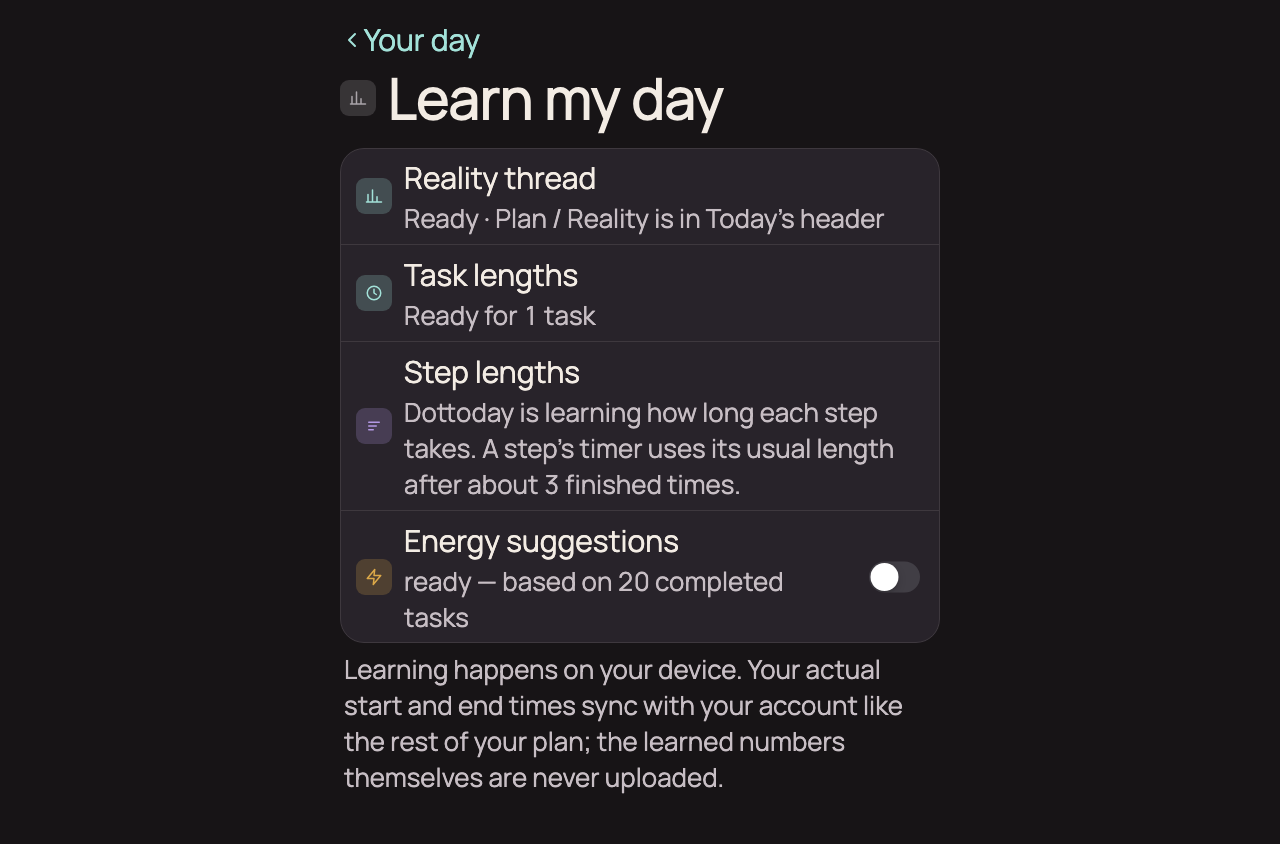 Your day
Learn my day
Reality thread
Ready · Plan / Reality is in Today’s header
Task lengths
Ready for 1 task
Step lengths
Dottoday is learning how long each step
takes. A step’s timer uses its usual length
after about 3 finished times.
Energy suggestions
ready — based on 20 completed
tasks
Learning happens on your device. Your actual
start and end times sync with your account like
the rest of your plan; the learned numbers
themselves are never uploaded.